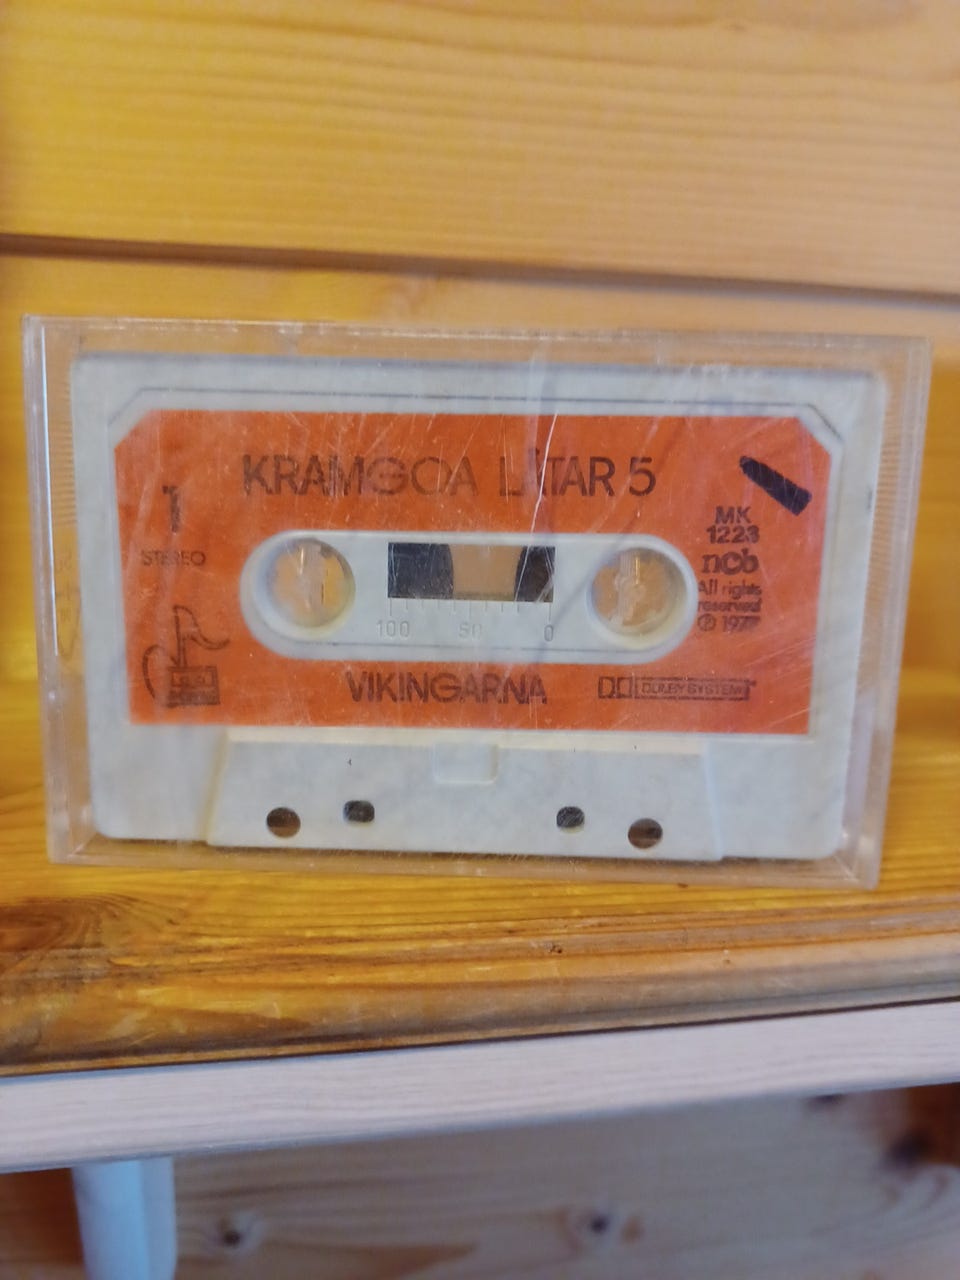 KRAMGOA LÅTAR 5
1
STEREO
MK
1223
ncb
All rights
reserved
100 50 0
VIKINGARNA
DOLBY SYSTEM